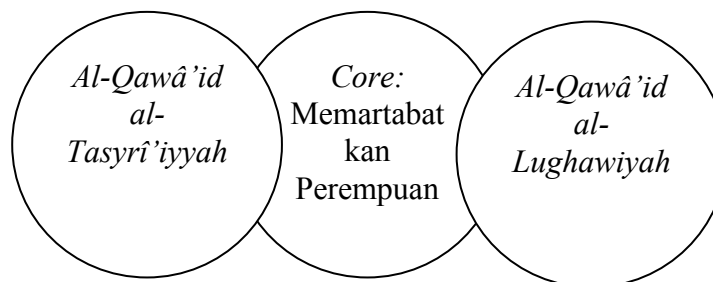 Al-Qawâ’id
al-
Tasyrî’iyyah
Core:
Memartabat
kan
Perempuan
Al-Qawâ’id
al-
Lughawiyah